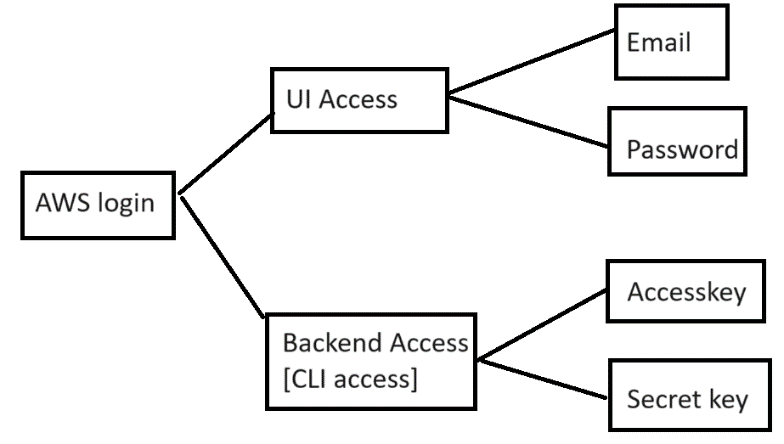 AWS login
UI Access
Email
Password
Backend Access
[CLI access]
Accesskey
Secret key